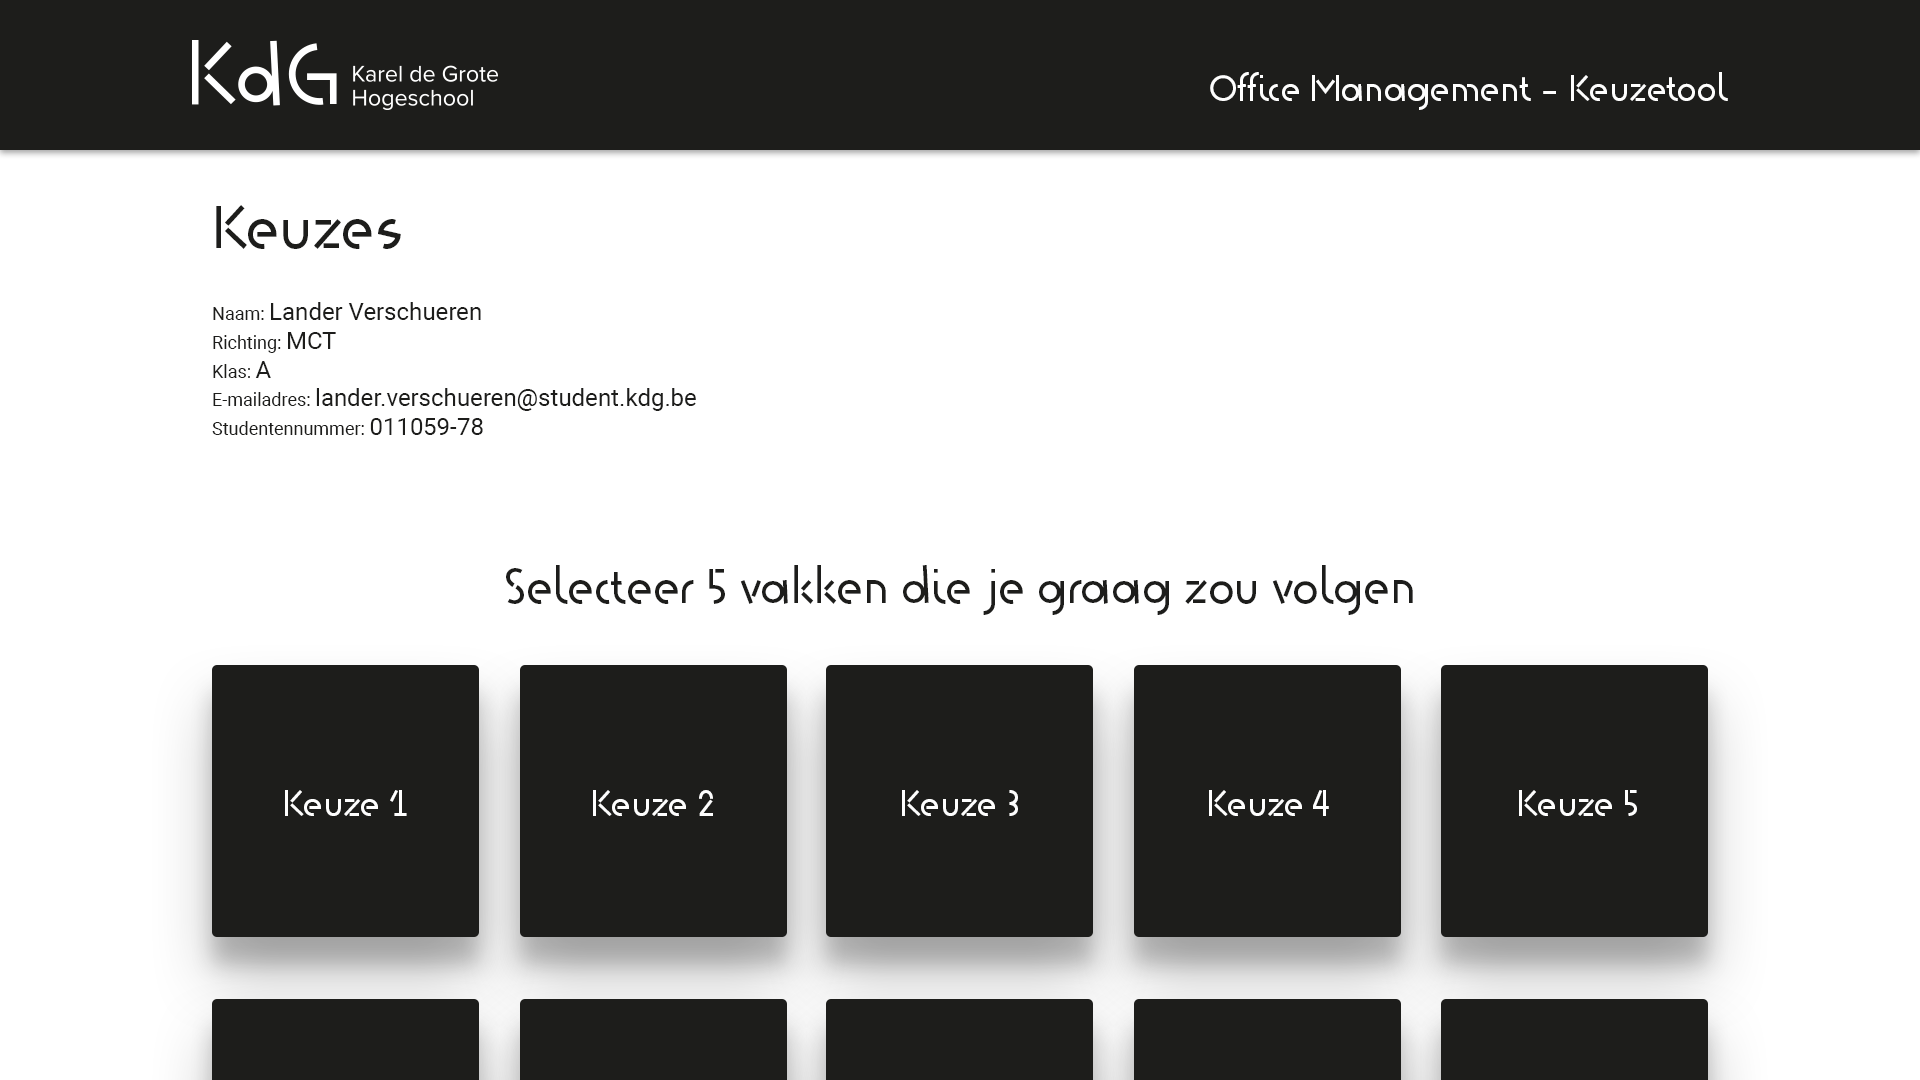 KdG Karel de Grote
Hogeschool
Office Management - Keuzetool
Keuzes
Naam: Lander Verschueren
Richting: MCT
Klas: A
E-mailadres: lander.verschueren@student.kdg.be
Studentennummer: 011059-78
Selecteer 5 vakken die je graag zou volgen
Keuze 1
Keuze 2
Keuze 3
Keuze 4
Keuze 5